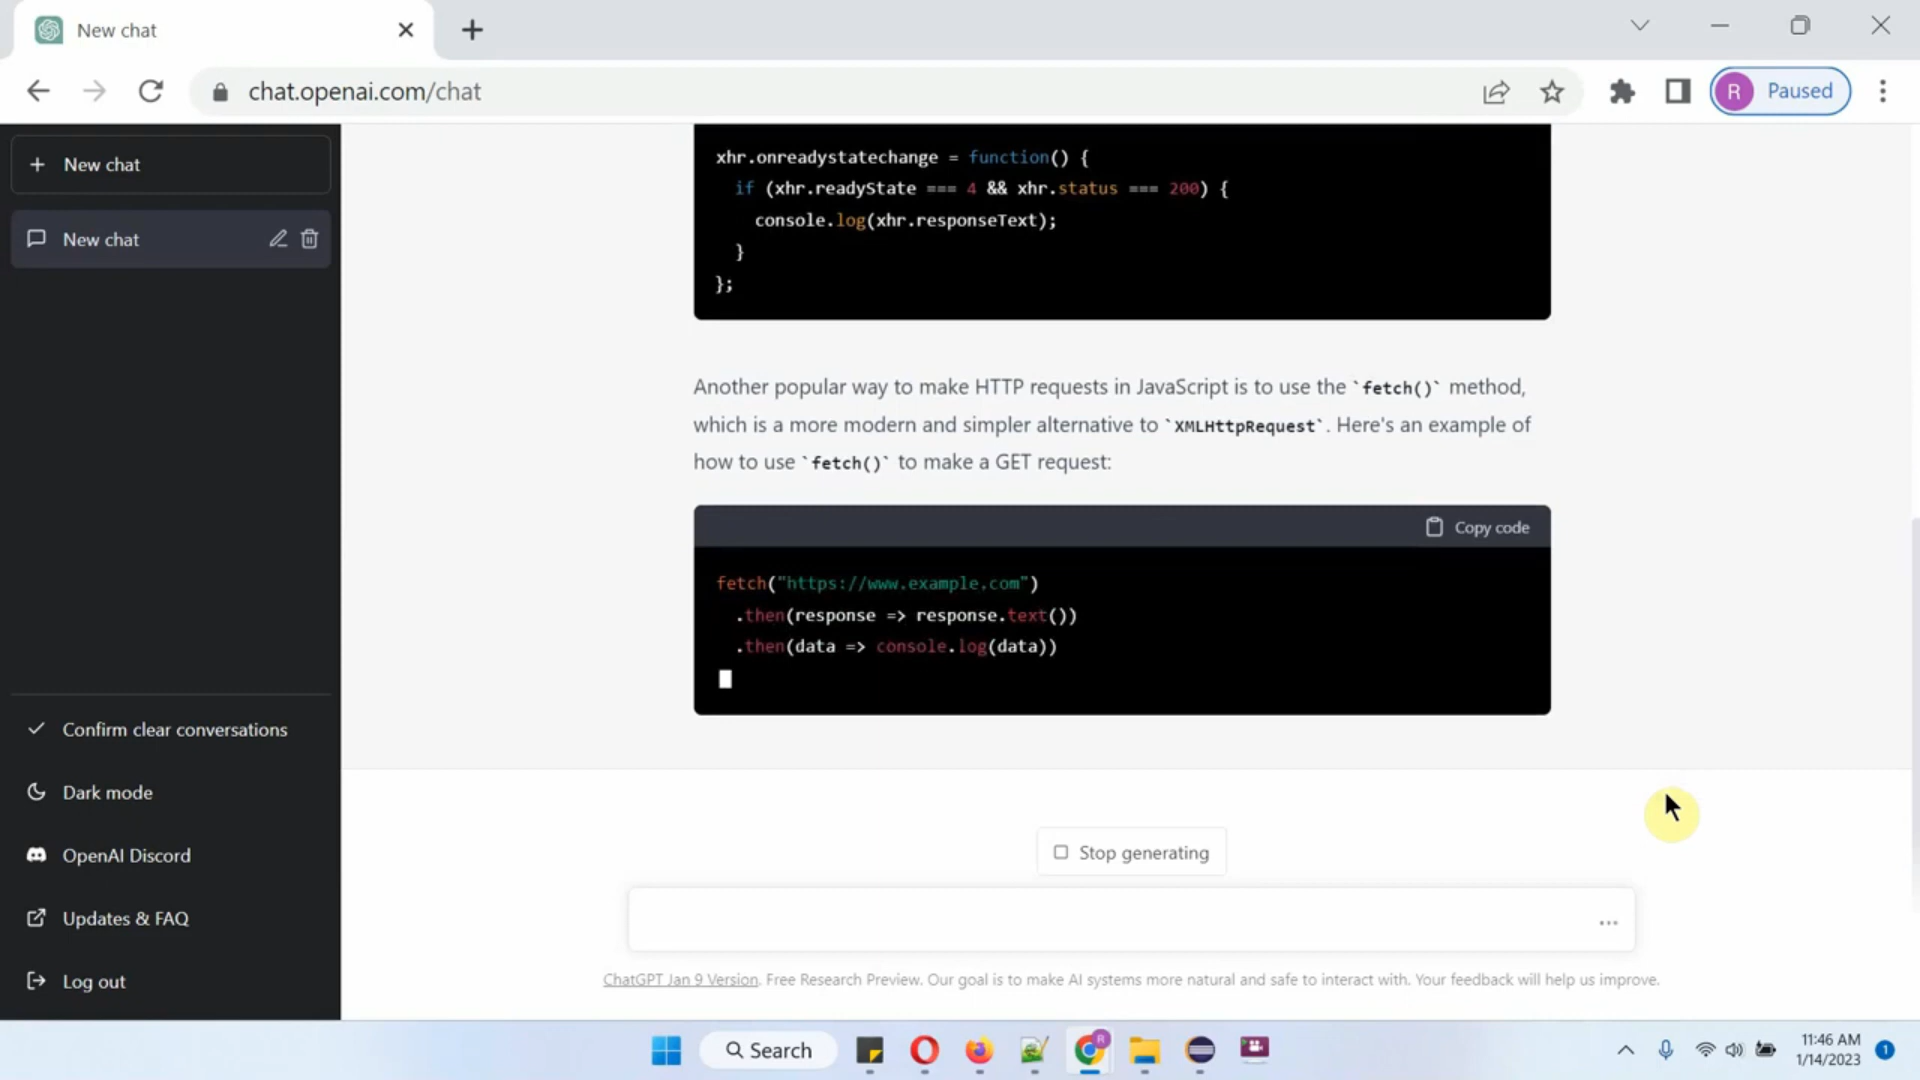 New chat
chat.openai.com/chat
R Paused
New chat
New chat
Confirm clear conversations
Dark mode
OpenAI Discord
Updates & FAQ
Log out
xhr.onreadystatechange = function() {
if (xhr.readyState === 4 && xhr.status === 200) {
console.log(xhr.responseText);
}
};
Another popular way to make HTTP requests in JavaScript is to use the `fetch()` method,
which is a more modern and simpler alternative to `XMLHttpRequest`. Here's an example of
how to use `fetch()` to make a GET request:
Copy code
fetch("https://www.example.com")
.then(response => response.text())
.then(data => console.log(data))
Stop generating
ChatGPT Jan 9 Version. Free Research Preview. Our goal is to make AI systems more natural and safe to interact with. Your feedback will help us improve.
Search
R
11:46 AM
1/14/2023
1